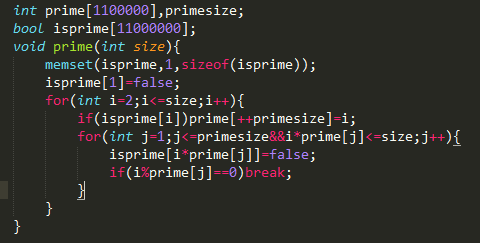 int prime[1100000],primesize;
bool isprime[11000000];
void prime(int size){
memset(isprime,1,sizeof(isprime));
isprime[1]=false;
for(int i=2;i<=size;i++){
if(isprime[i])prime[++primesize]=i;
for(int j=1;j<=primesize&&i*prime[j]<=size;j++){
isprime[i*prime[j]]=false;
if(i%prime[j]==0)break;
}
}
}